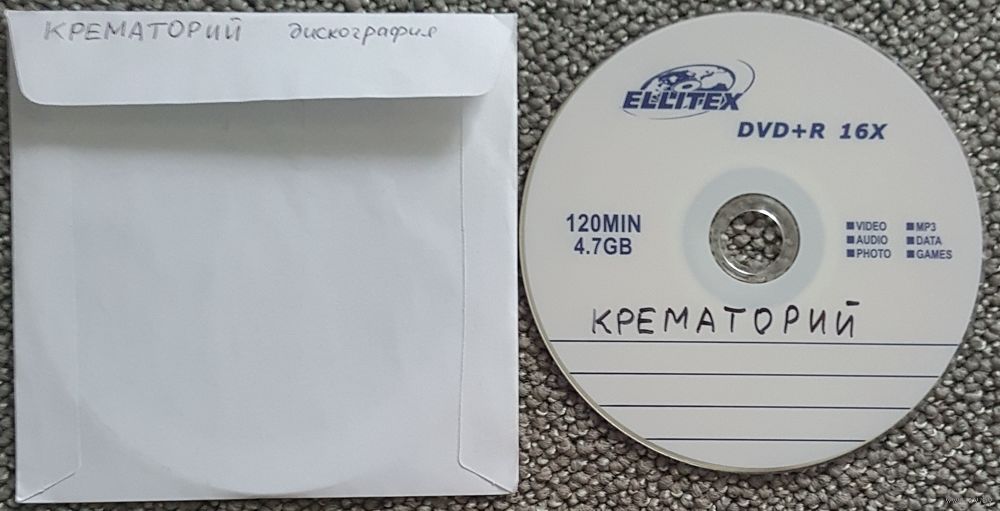 КРЕМАТОРИЙ дискография
ELLITEX
DVD+R 16X
120MIN
4.7GB
VIDEO MP3
AUDIO DATA
PHOTO GAMES
КРЕМАТОРИЙ